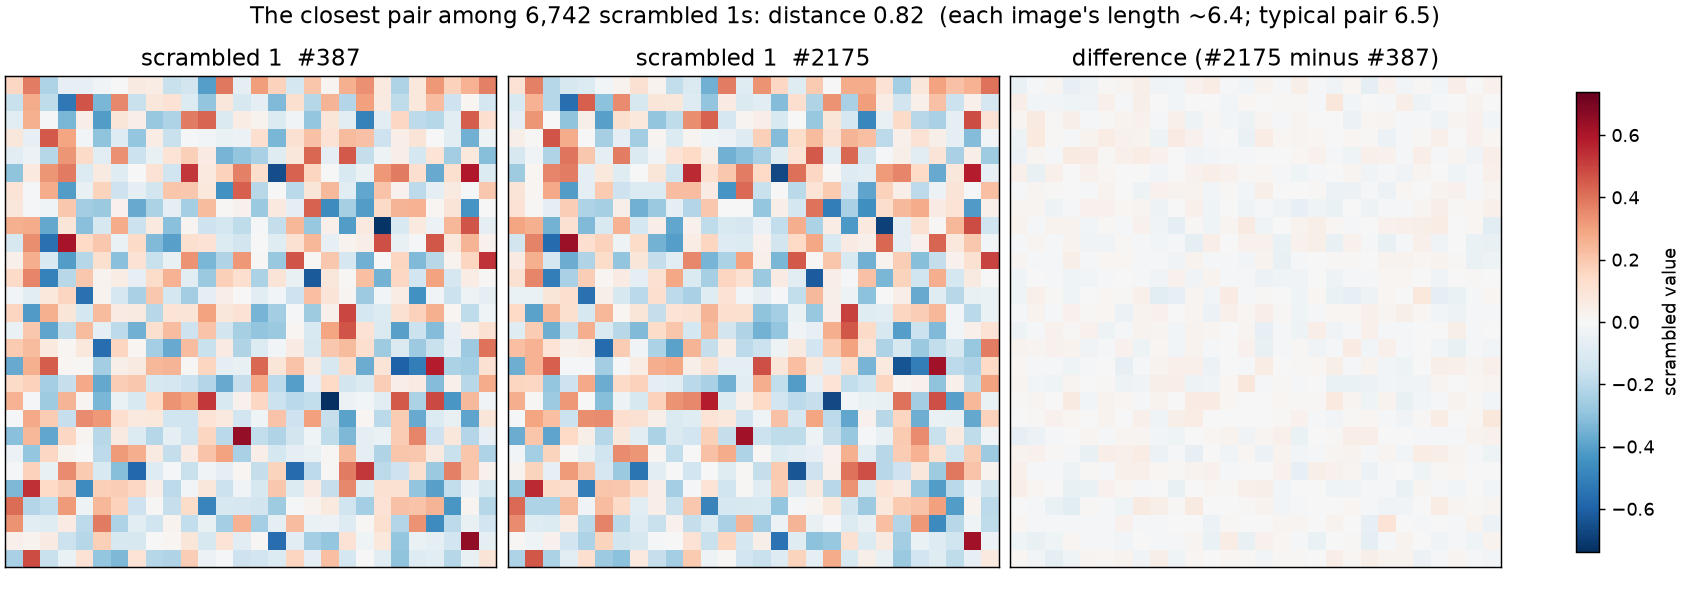 The closest pair among 6,742 scrambled 1s: distance 0.82  (each image's length ~6.4; typical pair 6.5)
scrambled 1  #387
scrambled 1  #2175
difference (#2175 minus #387)
0.6
0.4
0.2
0.0
−0.2
−0.4
−0.6
scrambled value